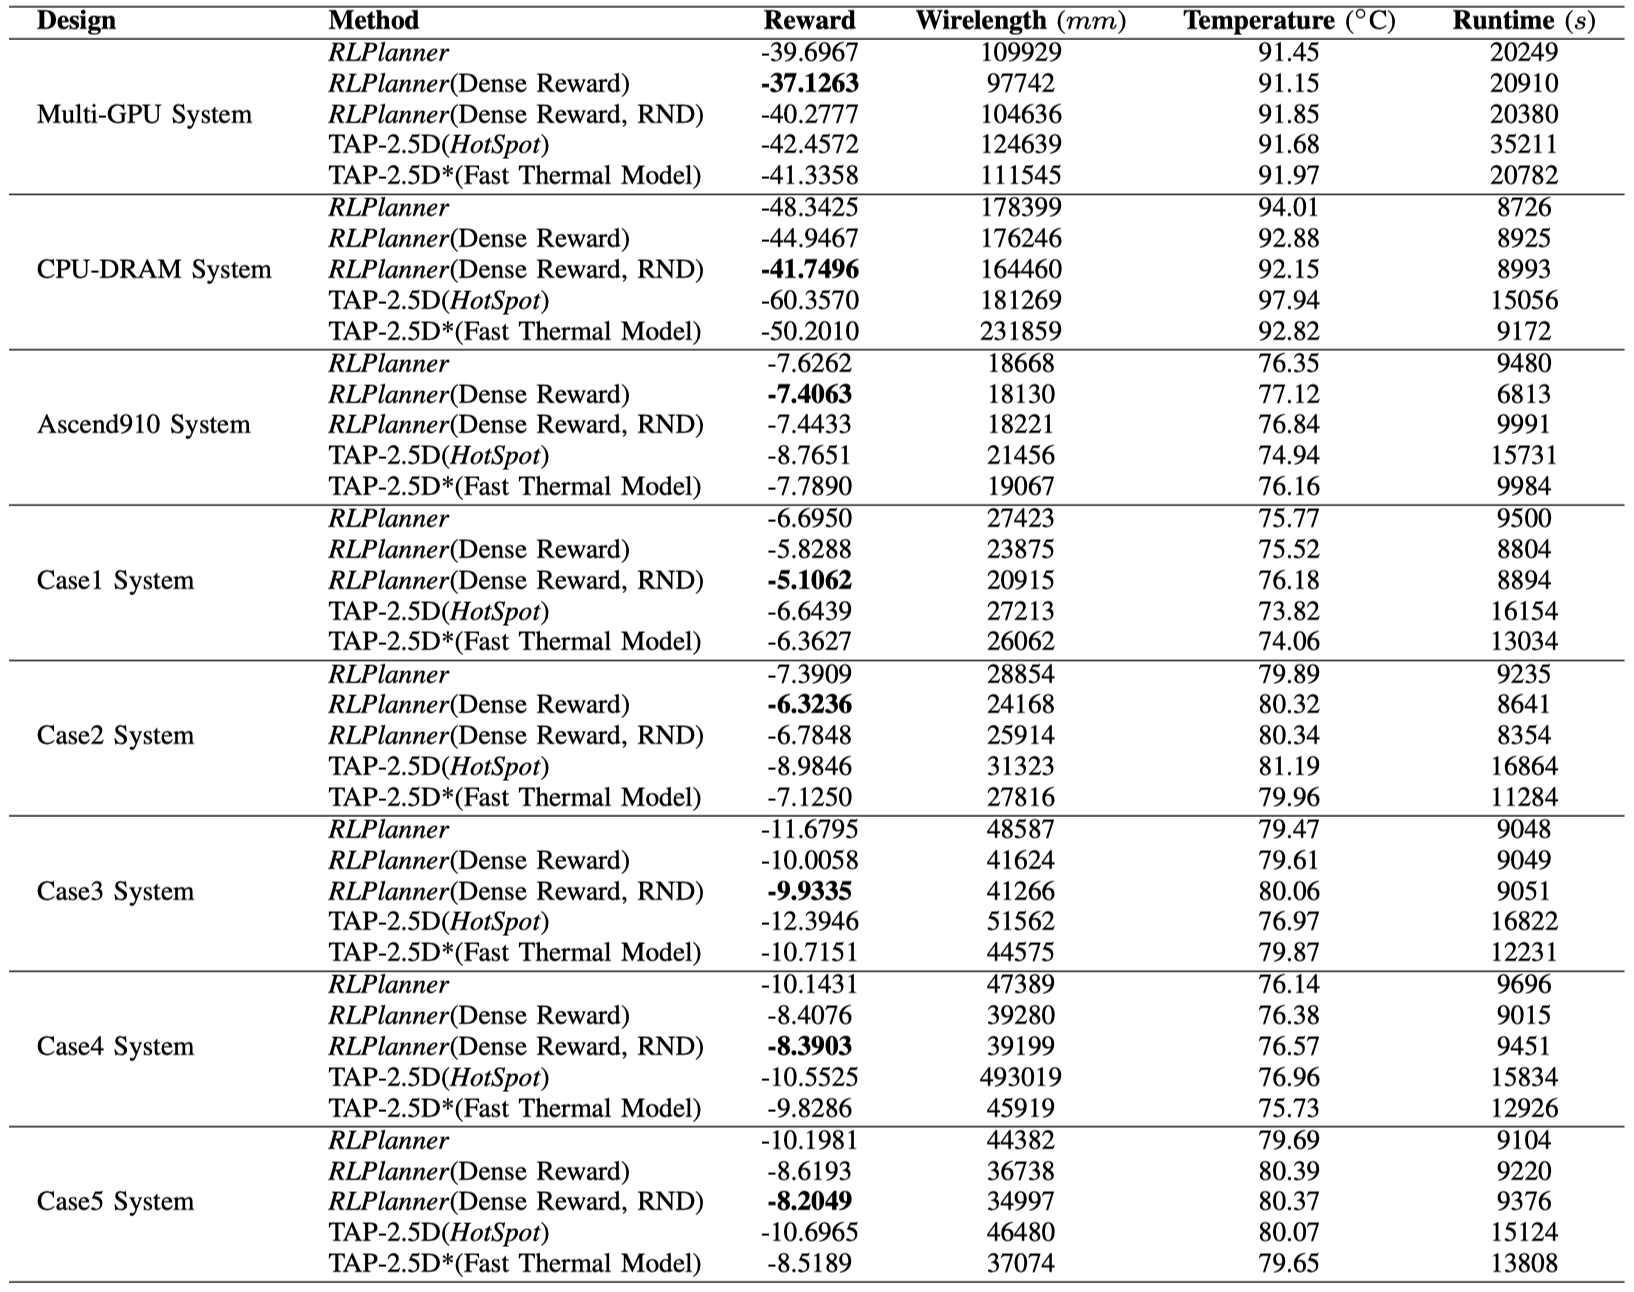 Design Method Reward Wirelength (mm) Temperature (°C) Runtime (s)
RLPlanner -39.6967 109929 91.45 20249
RLPlanner(Dense Reward) -37.1263 97742 91.15 20910
Multi-GPU System RLPlanner(Dense Reward, RND) -40.2777 104636 91.85 20380
TAP-2.5D(HotSpot) -42.4572 124639 91.68 35211
TAP-2.5D*(Fast Thermal Model) -41.3358 111545 91.97 20782
RLPlanner -48.3425 178399 94.01 8726
RLPlanner(Dense Reward) -44.9467 176246 92.88 8925
CPU-DRAM System RLPlanner(Dense Reward, RND) -41.7496 164460 92.15 8993
TAP-2.5D(HotSpot) -60.3570 181269 97.94 15056
TAP-2.5D*(Fast Thermal Model) -50.2010 231859 92.82 9172
RLPlanner -7.6262 18668 76.35 9480
RLPlanner(Dense Reward) -7.4063 18130 77.12 6813
Ascend910 System RLPlanner(Dense Reward, RND) -7.4433 18221 76.84 9991
TAP-2.5D(HotSpot) -8.7651 21456 74.94 15731
TAP-2.5D*(Fast Thermal Model) -7.7890 19067 76.16 9984
RLPlanner -6.6950 27423 75.77 9500
RLPlanner(Dense Reward) -5.8288 23875 75.52 8804
Case1 System RLPlanner(Dense Reward, RND) -5.1062 20915 76.18 8894
TAP-2.5D(HotSpot) -6.6439 27213 73.82 16154
TAP-2.5D*(Fast Thermal Model) -6.3627 26062 74.06 13034
RLPlanner -7.3909 28854 79.89 9235
RLPlanner(Dense Reward) -6.3236 24168 80.32 8641
Case2 System RLPlanner(Dense Reward, RND) -6.7848 25914 80.34 8354
TAP-2.5D(HotSpot) -8.9846 31323 81.19 16864
TAP-2.5D*(Fast Thermal Model) -7.1250 27816 79.96 11284
RLPlanner -11.6795 48587 79.47 9048
RLPlanner(Dense Reward) -10.0058 41624 79.61 9049
Case3 System RLPlanner(Dense Reward, RND) -9.9335 41266 80.06 9051
TAP-2.5D(HotSpot) -12.3946 51562 76.97 16822
TAP-2.5D*(Fast Thermal Model) -10.7151 44575 79.87 12231
RLPlanner -10.1431 47389 76.14 9696
RLPlanner(Dense Reward) -8.4076 39280 76.38 9015
Case4 System RLPlanner(Dense Reward, RND) -8.3903 39199 76.57 9451
TAP-2.5D(HotSpot) -10.5525 493019 76.96 15834
TAP-2.5D*(Fast Thermal Model) -9.8286 45919 75.73 12926
RLPlanner -10.1981 44382 79.69 9104
RLPlanner(Dense Reward) -8.6193 36738 80.39 9220
Case5 System RLPlanner(Dense Reward, RND) -8.2049 34997 80.37 9376
TAP-2.5D(HotSpot) -10.6965 46480 80.07 15124
TAP-2.5D*(Fast Thermal Model) -8.5189 37074 79.65 13808